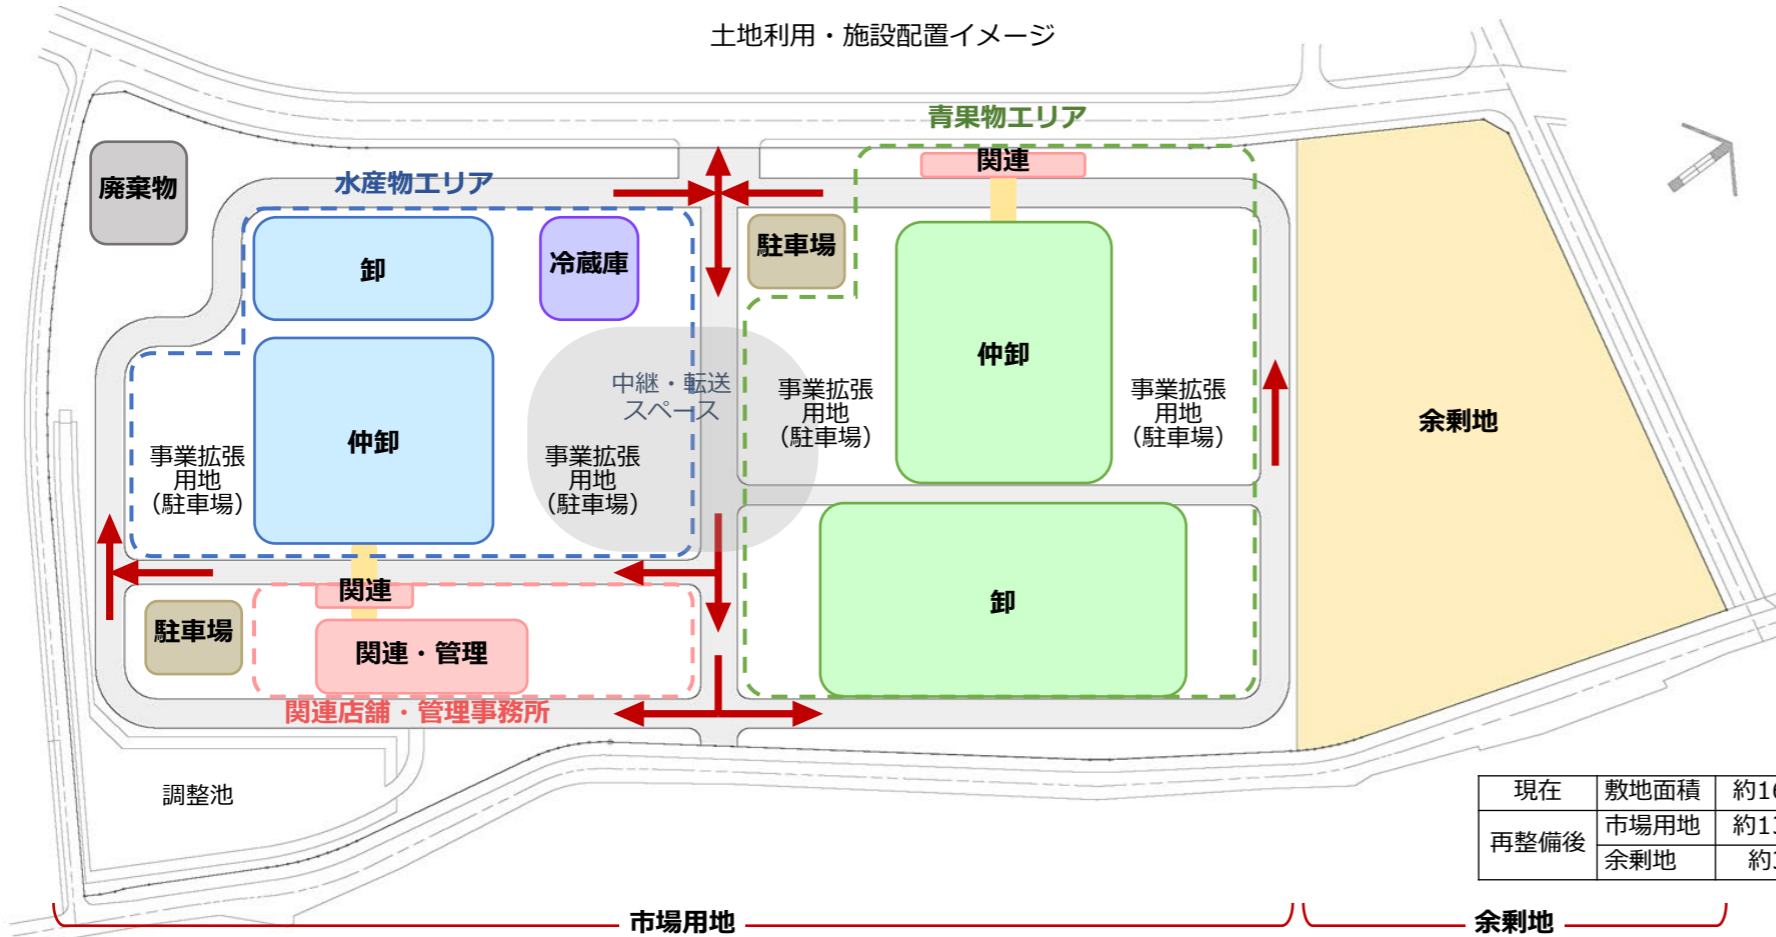 土地利用・施設配置イメージ
青果物エリア
関連
廃棄物
水産物エリア
卸
冷蔵庫
駐車場
仲卸
中継・転送
スペース
事業拡張
用地
（駐車場）
事業拡張
用地
（駐車場）
余剰地
仲卸
事業拡張
用地
（駐車場）
事業拡張
用地
（駐車場）
関連
卸
駐車場
関連・管理
関連店舗・管理事務所
調整池
現在 敷地面積
再整備後 市場用地
余剰地
市場用地
余剰地